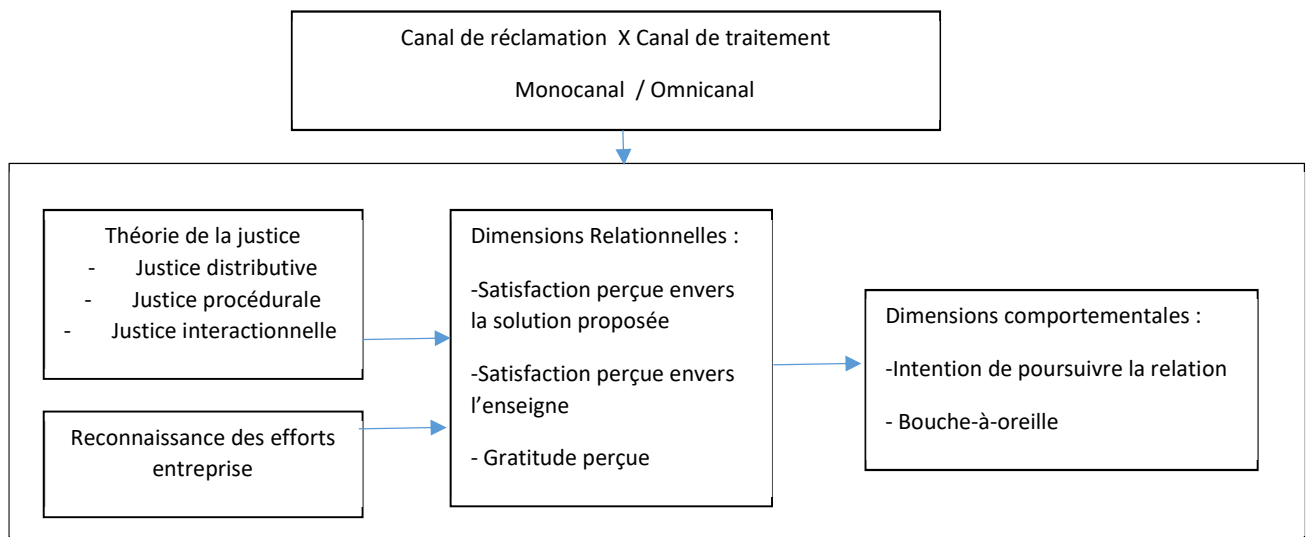 Canal de réclamation X Canal de traitement
Monocanal / Omnicanal
Théorie de la justice
- Justice distributive
- Justice procédurale
- Justice interactionnelle
Reconnaissance des efforts
entreprise
Dimensions Relationnelles :
-Satisfaction perçue envers
la solution proposée
-Satisfaction perçue envers
l’enseigne
- Gratitude perçue
Dimensions comportementales :
-Intention de poursuivre la relation
- Bouche-à-oreille